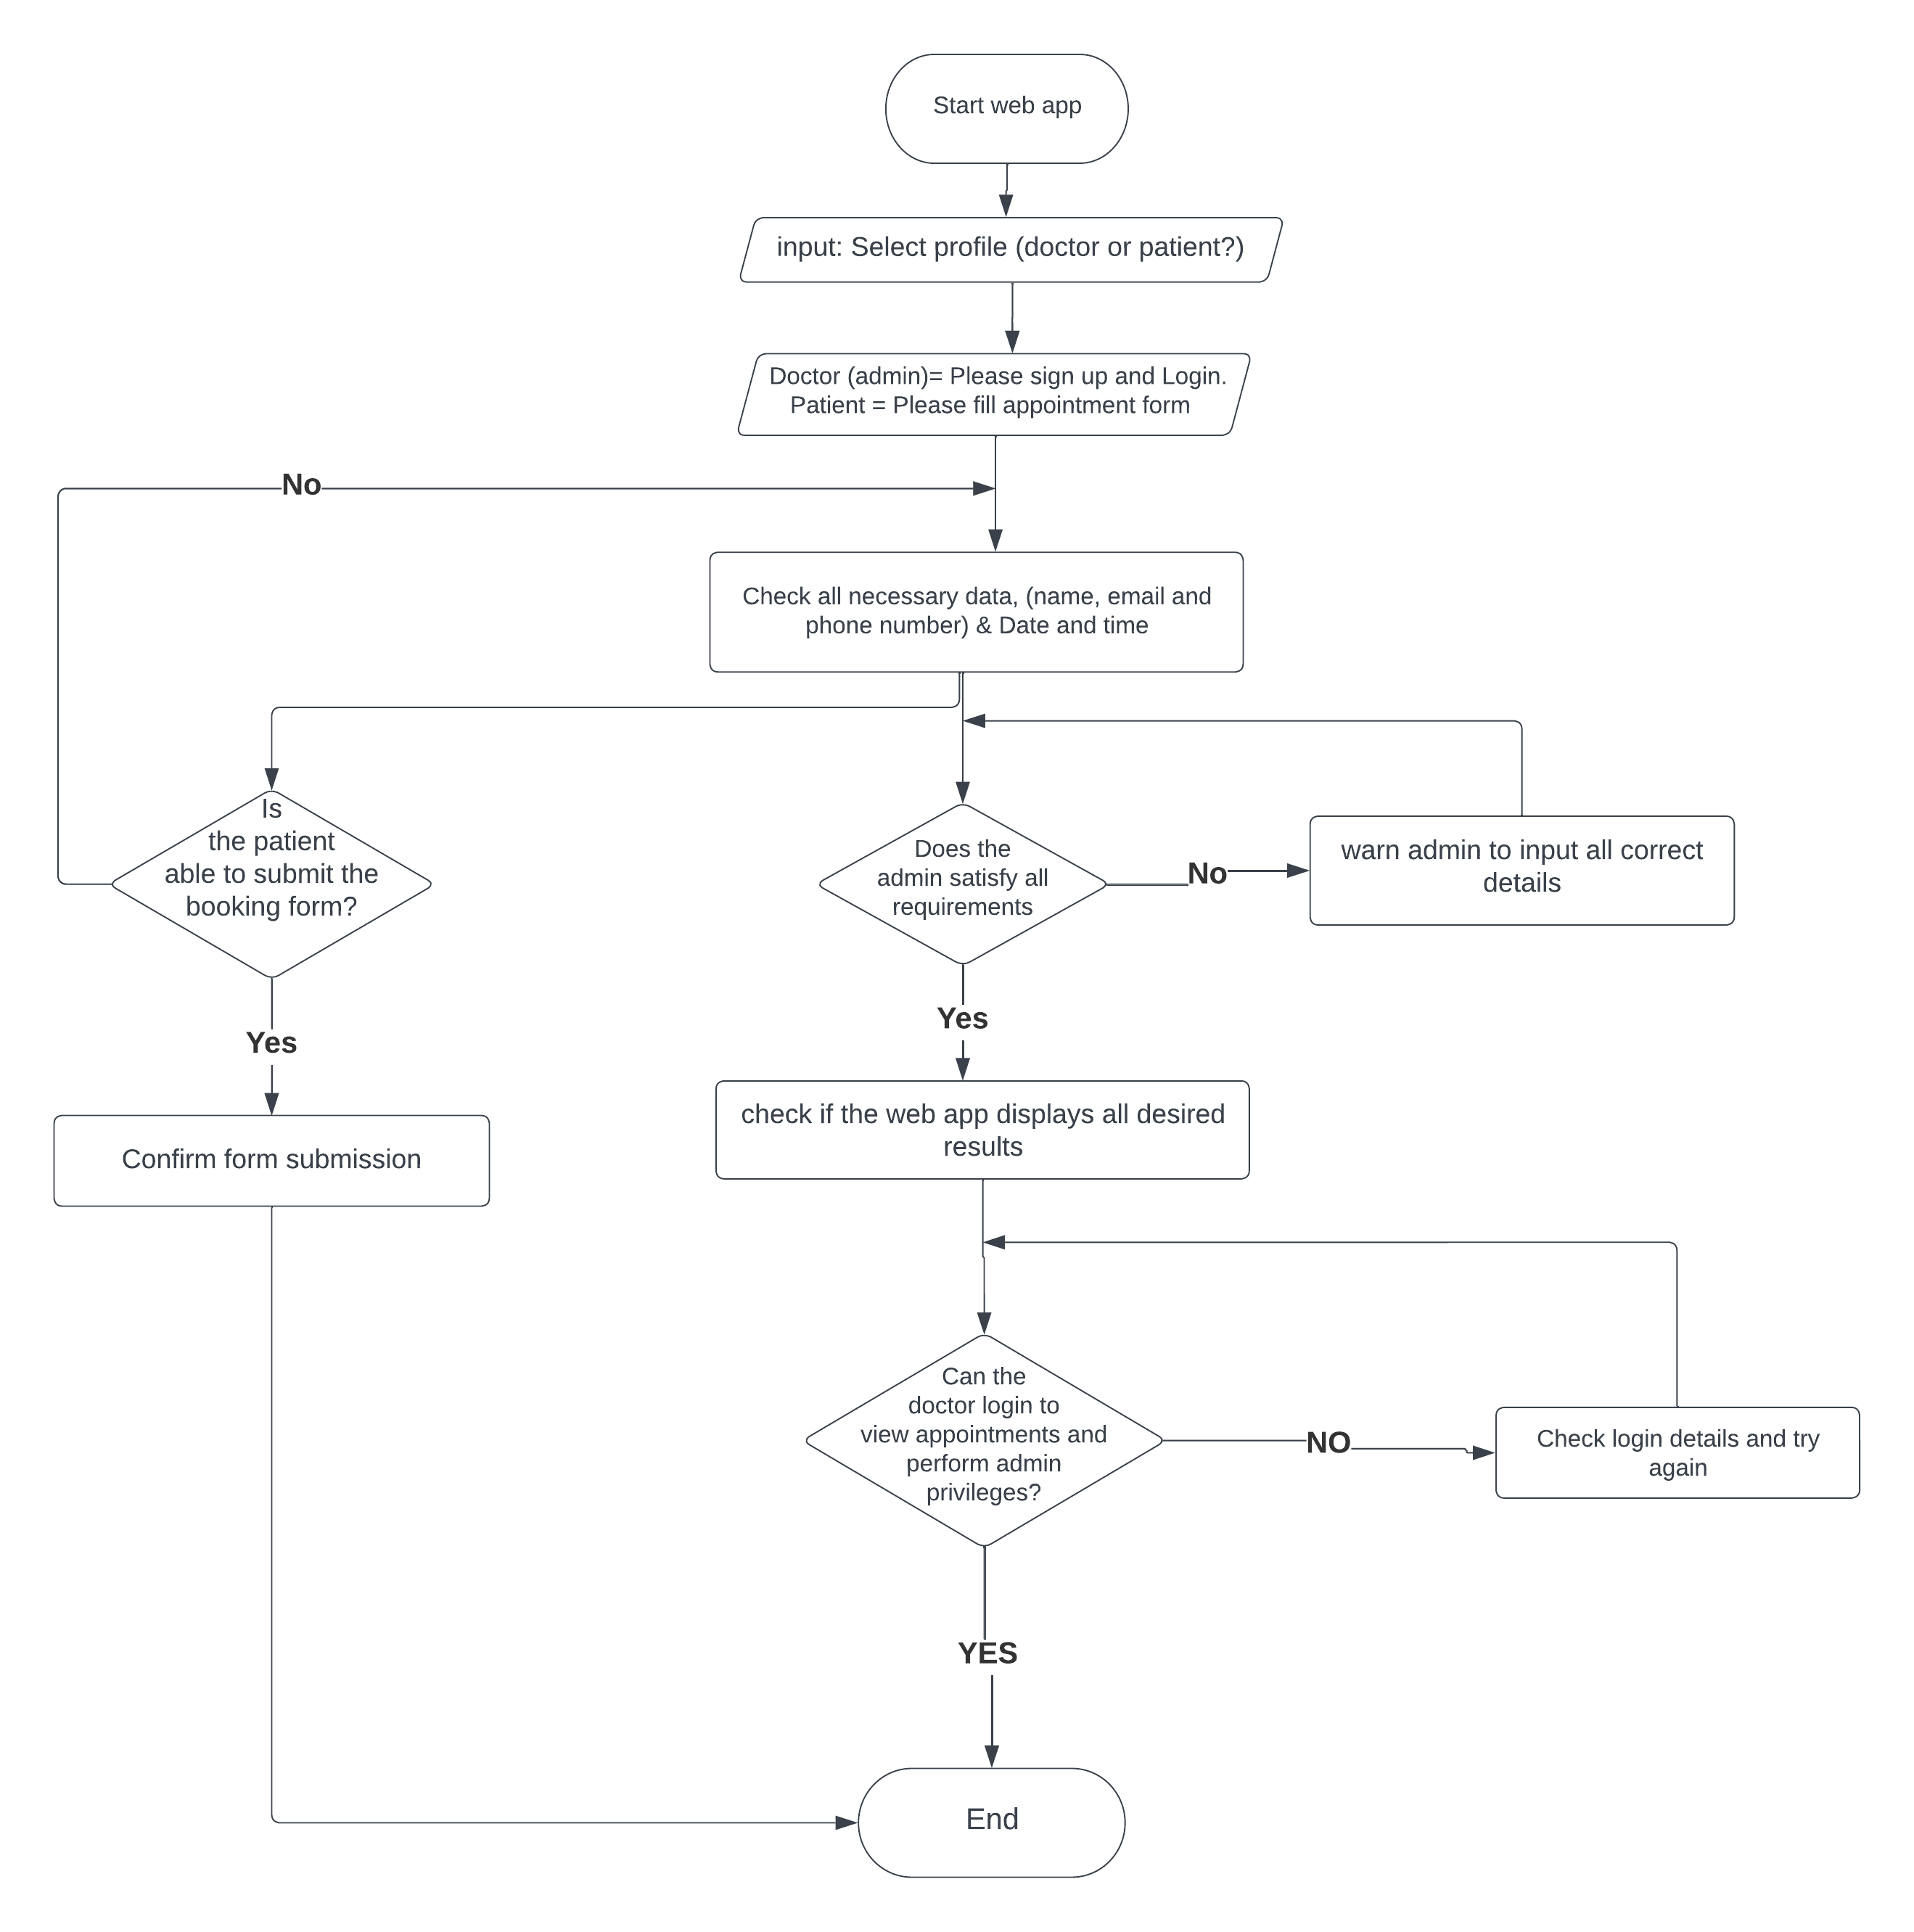 Start web app
input: Select profile (doctor or patient?)
Doctor (admin)= Please sign up and Login.
Patient = Please fill appointment form
No
Check all necessary data, (name, email and
phone number) & Date and time
Is
the patient
able to submit the
booking form?
Does the
admin satisfy all
requirements
No
warn admin to input all correct
details
Yes
Yes
check if the web app displays all desired
results
Confirm form submission
Can the
doctor login to
view appointments and
perform admin
privileges?
NO
Check login details and try
again
YES
End